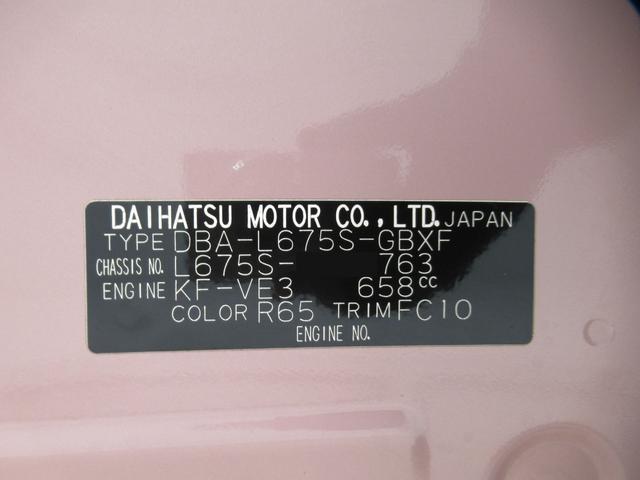 DAIHATSU MOTOR CO.,LTD. JAPAN
TYPE DBA-L675S-GBXF
CHASSIS NO. L675S- 763
ENGINE KF-VE3 658cc
COLOR R65 TRIM FC10
ENGINE NO.